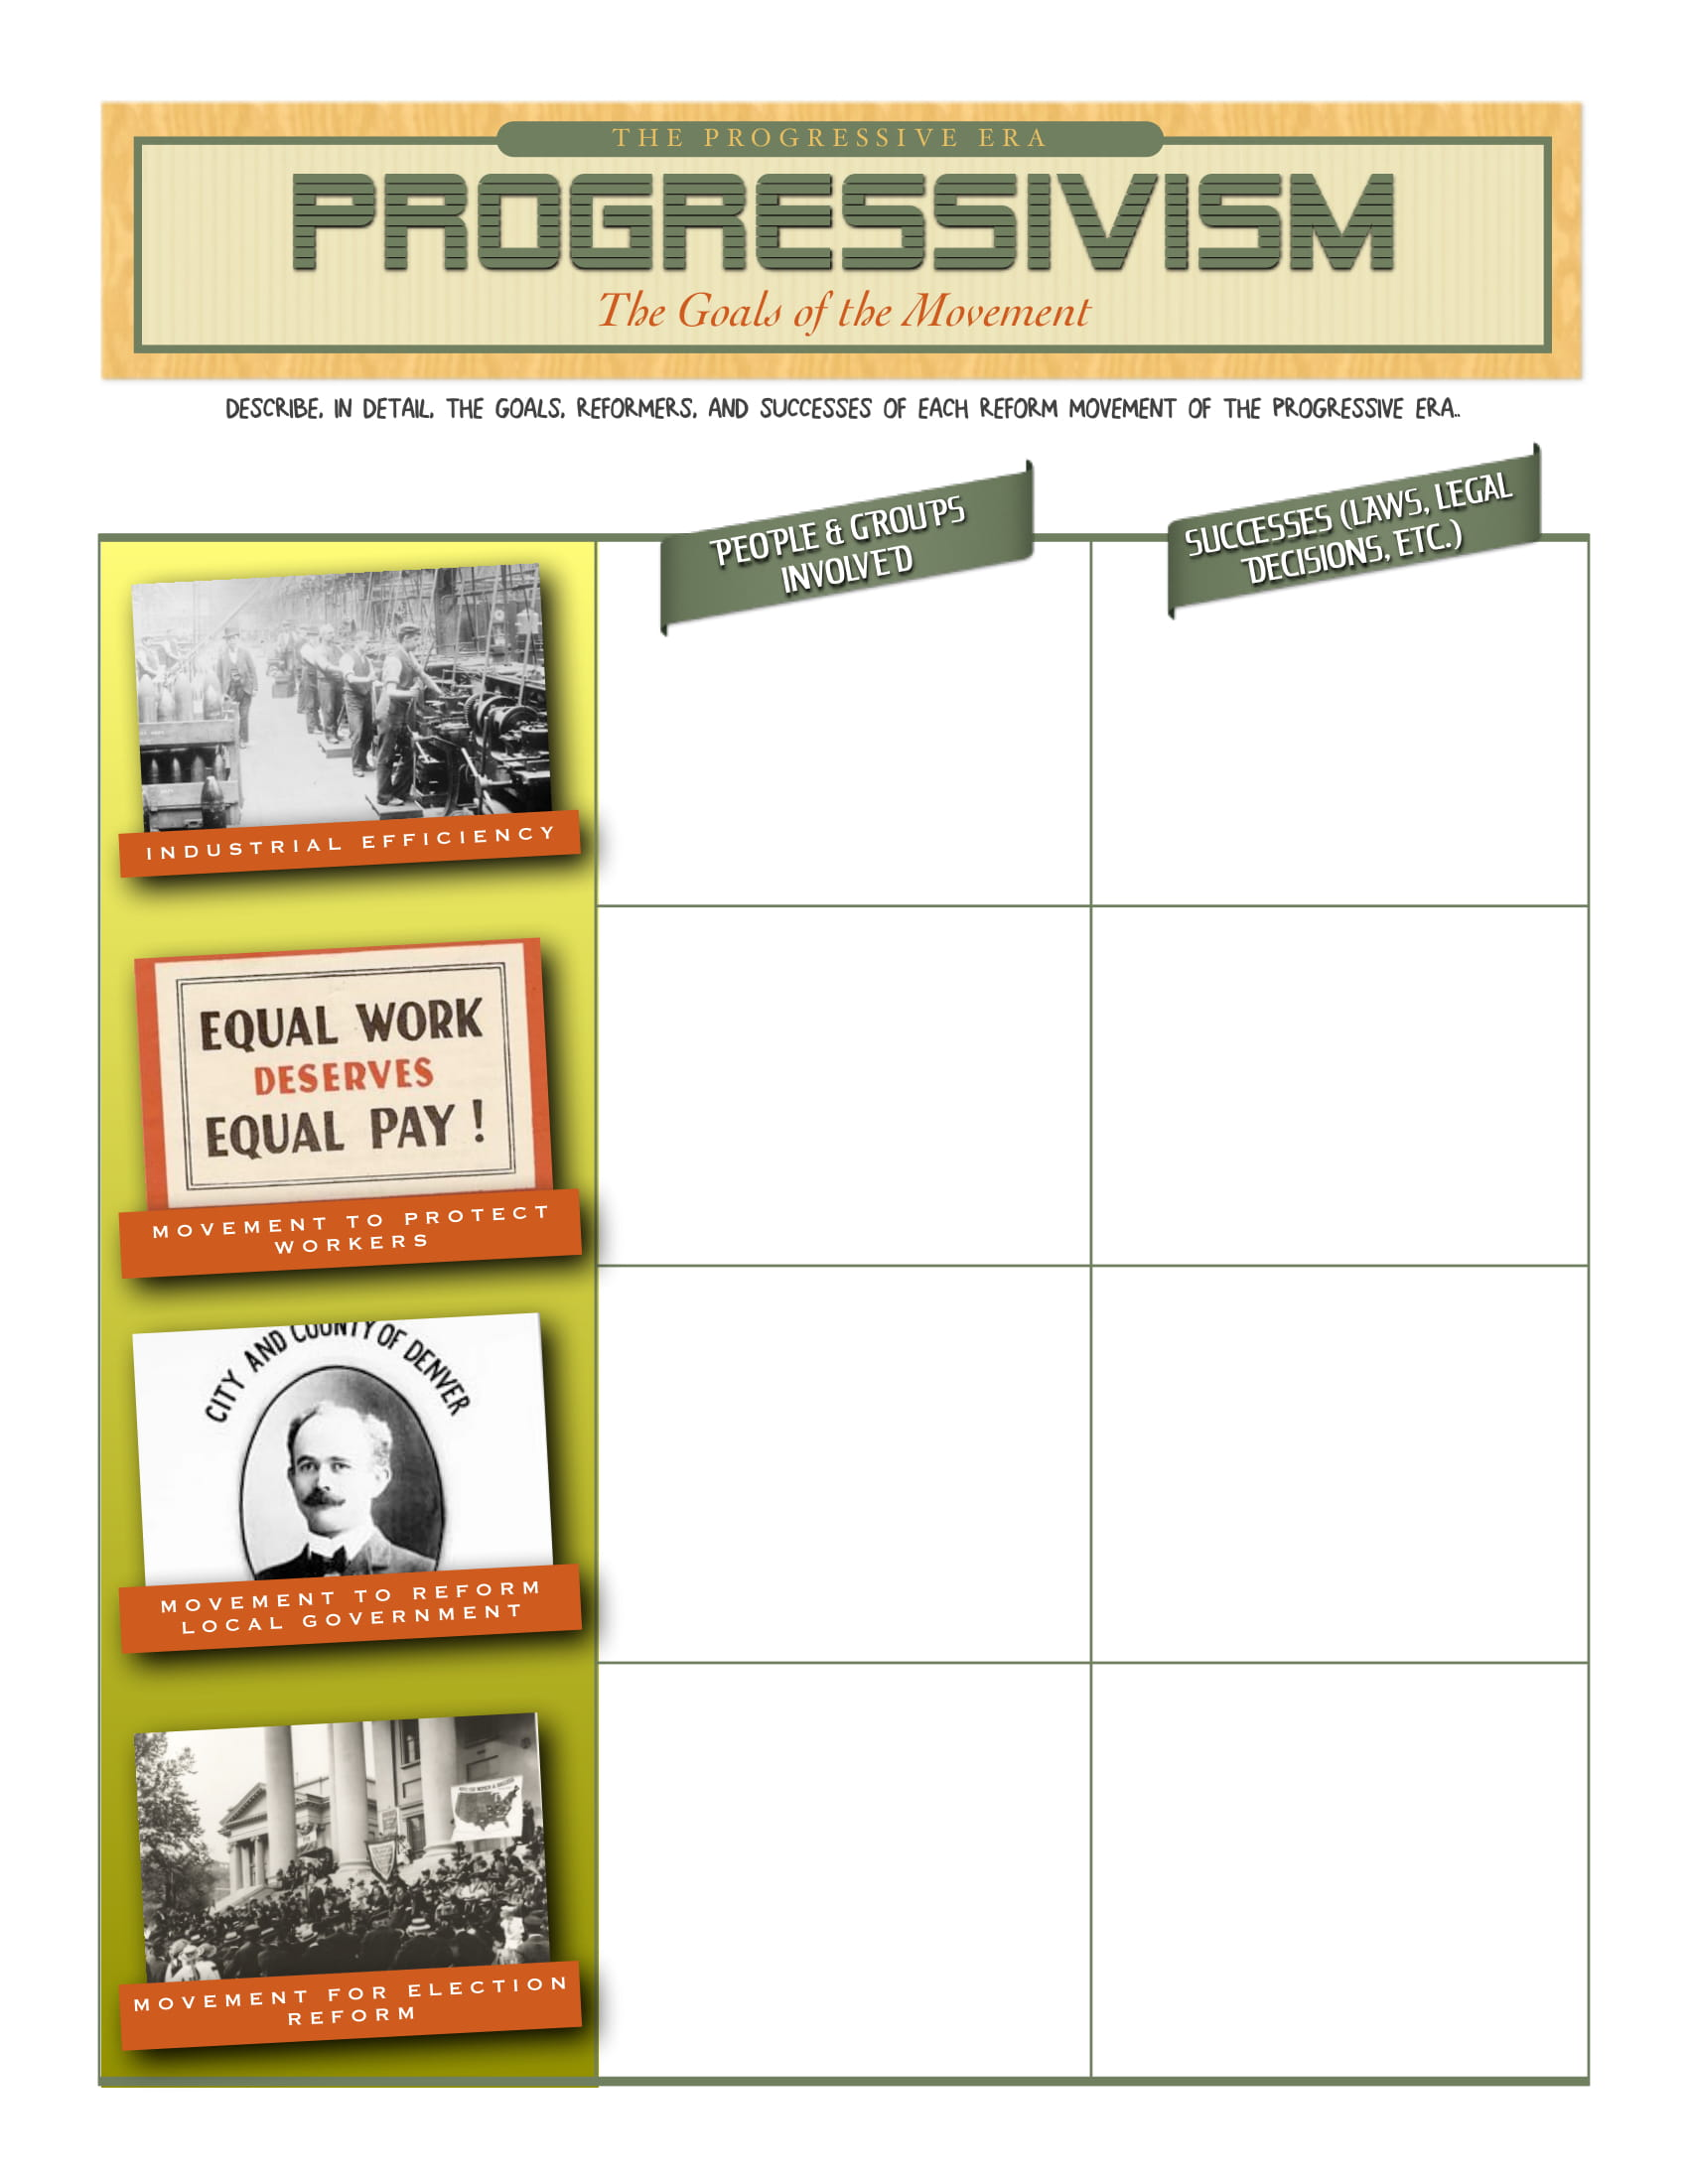 THE PROGRESSIVE ERA
PROGRESSIVISM
The Goals of the Movement
DESCRIBE, IN DETAIL, THE GOALS, REFORMERS, AND SUCCESSES OF EACH REFORM MOVEMENT OF THE PROGRESSIVE ERA..
PEOPLE & GROUPS
INVOLVED
SUCCESSES (LAWS, LEGAL
DECISIONS, ETC.)
INDUSTRIAL EFFICIENCY
EQUAL WORK
DESERVES
EQUAL PAY!
MOVEMENT TO PROTECT
WORKERS
CITY AND COUNTY OF DENVER
MOVEMENT TO REFORM
LOCAL GOVERNMENT
MOVEMENT FOR ELECTION
REFORM